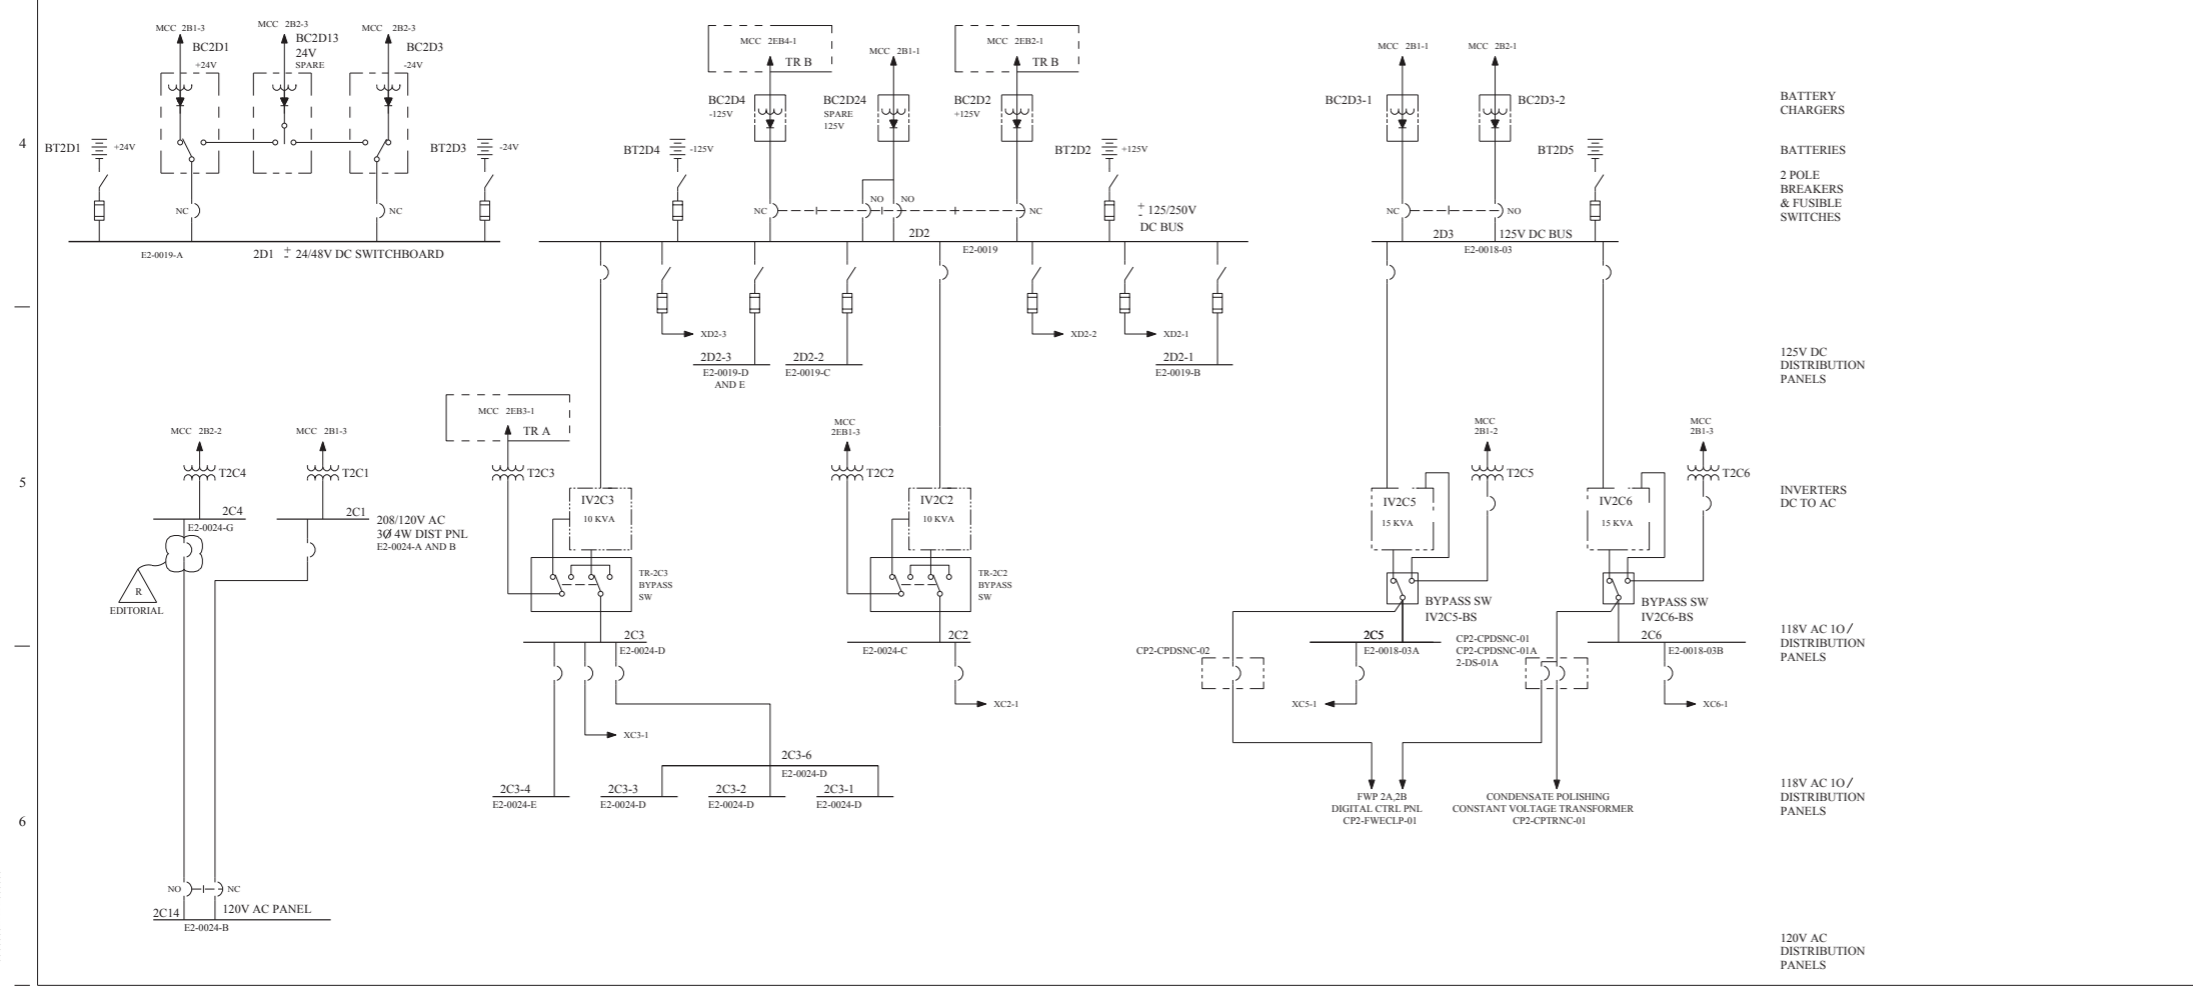 MCC 2B1-3
MCC 2B2-3
MCC 2B2-3
BC2D1
+24V
BC2D13
24V
SPARE
BC2D3
-24V
MCC 2EB4-1
TR B
MCC 2B1-1
MCC 2EB2-1
TR B
MCC 2B1-1
MCC 2B2-1
BC2D4
-125V
BC2D24
SPARE
125V
BC2D2
+125V
BC2D3-1
BC2D3-2
BATTERY
CHARGERS
4
BT2D1
+24V
BT2D3
-24V
BT2D4
-125V
BT2D2
+125V
BT2D5
BATTERIES
2 POLE
BREAKERS
& FUSIBLE
SWITCHES
NC
NC
NC
NO
NO
NC
+
- 125/250V
DC BUS
NC
NO
2D2
2D3
125V DC BUS
E2-0019-A
2D1 +
- 24/48V DC SWITCHBOARD
E2-0019
E2-0018-03
XD2-3
XD2-2
XD2-1
2D2-3
E2-0019-D
AND E
2D2-2
E2-0019-C
2D2-1
E2-0019-B
125V DC
DISTRIBUTION
PANELS
MCC 2EB3-1
TR A
MCC 2B2-2
MCC 2B1-3
MCC
2EB1-3
MCC
2B1-2
MCC
2B1-3
T2C4
T2C1
T2C3
T2C2
T2C5
T2C6
5
IV2C3
10 KVA
IV2C2
10 KVA
IV2C5
15 KVA
IV2C6
15 KVA
INVERTERS
DC TO AC
2C4
E2-0024-G
2C1
208/120V AC
3Ø 4W DIST PNL
E2-0024-A AND B
R
EDITORIAL
TR-2C3
BYPASS
SW
TR-2C2
BYPASS
SW
BYPASS SW
IV2C5-BS
BYPASS SW
IV2C6-BS
2C3
E2-0024-D
2C2
E2-0024-C
2C5
E2-0018-03A
2C6
E2-0018-03B
CP2-CPDSNC-02
CP2-CPDSNC-01
CP2-CPDSNC-01A
2-DS-01A
118V AC 1O/
DISTRIBUTION
PANELS
XC3-1
XC2-1
XC5-1
XC6-1
2C3-6
E2-0024-D
2C3-4
E2-0024-E
2C3-3
E2-0024-D
2C3-2
E2-0024-D
2C3-1
E2-0024-D
FWP 2A,2B
DIGITAL CTRL PNL
CP2-FWECLP-01
CONDENSATE POLISHING
CONSTANT VOLTAGE TRANSFORMER
CP2-CPTRNC-01
118V AC 1O/
DISTRIBUTION
PANELS
6
NO
NC
2C14
120V AC PANEL
E2-0024-B
120V AC
DISTRIBUTION
PANELS